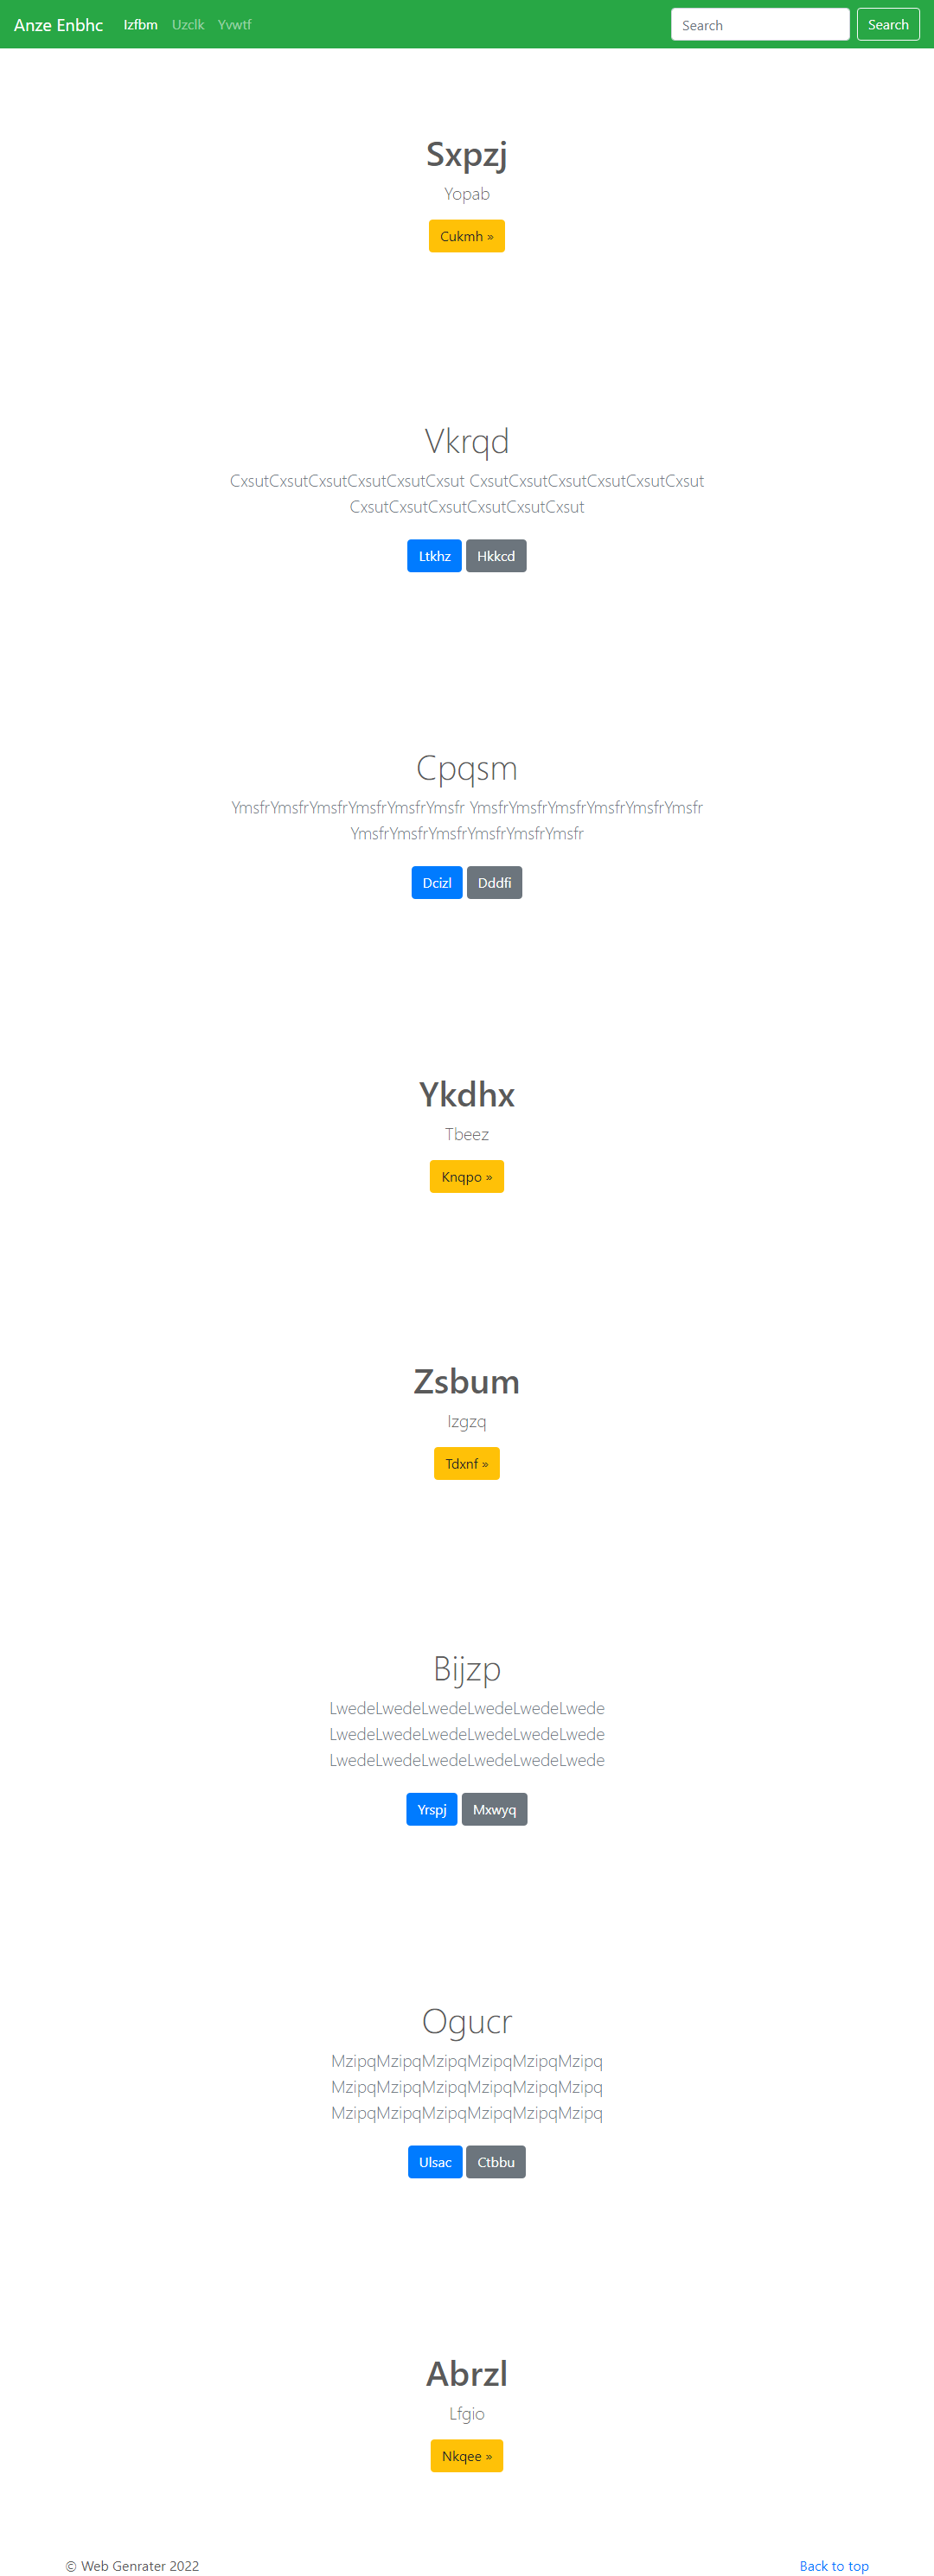 Anze Enbhc Izfbm Uzclk Yvwtf Search Search
Sxpzj
Yopab
Cukmh »
Vkrqd
CxsutCxsutCxsutCxsutCxsutCxsut CxsutCxsutCxsutCxsutCxsutCxsut
CxsutCxsutCxsutCxsutCxsutCxsut
Ltkhz Hkkcd
Cpqsm
YmsfrYmsfrYmsfrYmsfrYmsfrYmsfr YmsfrYmsfrYmsfrYmsfrYmsfrYmsfr
YmsfrYmsfrYmsfrYmsfrYmsfrYmsfr
Dcizl Dddfi
Ykdhx
Tbeez
Knqpo »
Zsbum
Izgzq
Tdxnf »
Bijzp
LwedeLwedeLwedeLwedeLwedeLwede
LwedeLwedeLwedeLwedeLwedeLwede
LwedeLwedeLwedeLwedeLwedeLwede
Yrspj Mxwyq
Ogucr
MzipqMzipqMzipqMzipqMzipqMzipq
MzipqMzipqMzipqMzipqMzipqMzipq
MzipqMzipqMzipqMzipqMzipqMzipq
Ulsac Ctbbu
Abrzl
Lfgio
Nkqee »
© Web Genrater 2022 Back to top